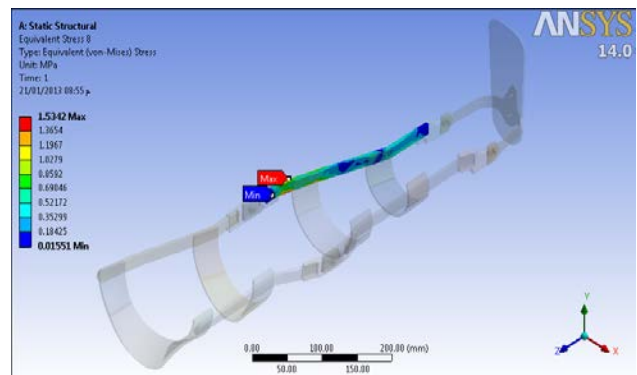 A: Static Structural
Equivalent Stress 8
Type: Equivalent (von-Mises) Stress
Unit: MPa
Time: 1
21/01/2013 08:55 م
ANSYS
14.0
1.5342 Max
1.3654
1.1967
1.0279
0.8592
0.69046
0.52172
0.35299
0.18425
0.01551 Min
Max
Min
0.00 100.00 200.00 (mm)
50.00 150.00
Y
Z X